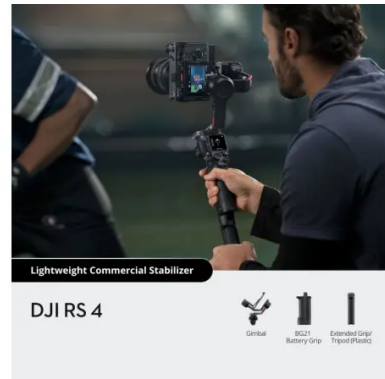 Lightweight Commercial Stabilizer
DJI RS 4
Gimbal
BG21
Battery Grip
Extended Grip/
Tripod (Plastic)